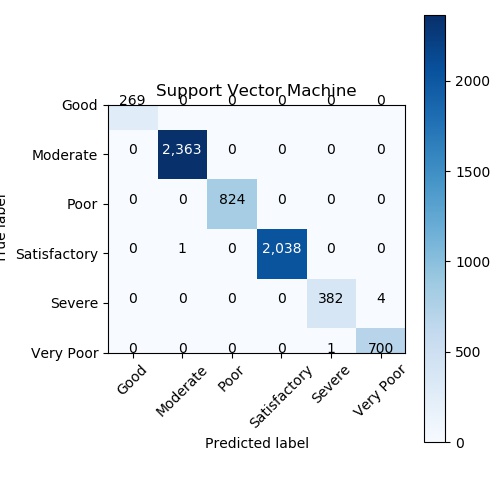 Support Vector Machine
Good 269 0 0 0 0 0
Moderate 0 2,363 0 0 0 0
Poor 0 0 824 0 0 0
Satisfactory 0 1 0 2,038 0 0
Severe 0 0 0 0 382 4
Very Poor 0 0 0 0 1 700
Good Moderate Poor Satisfactory Severe Very Poor
Predicted label
True label
2000
1500
1000
500
0